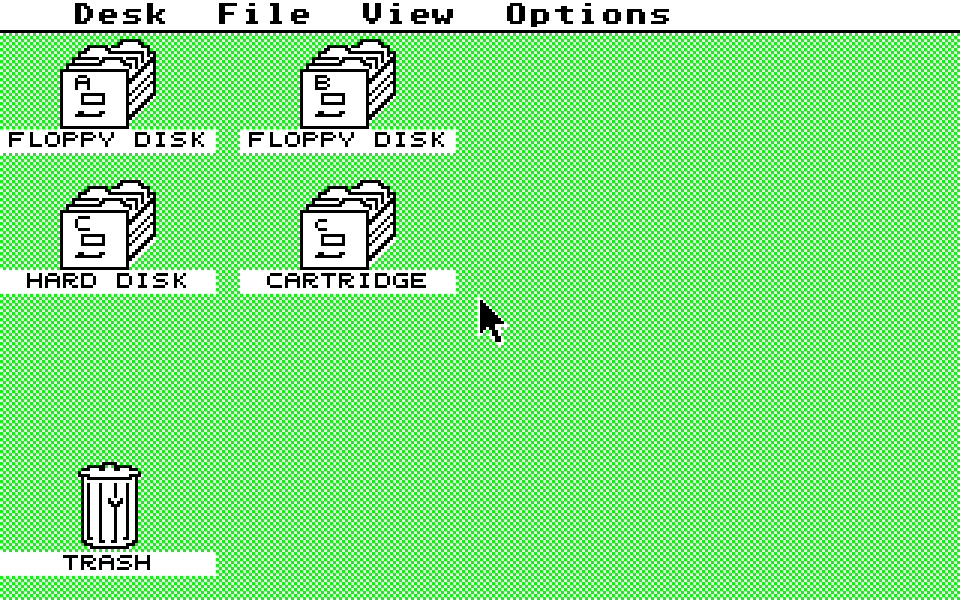 Desk File View Options
A B
FLOPPY DISK FLOPPY DISK
C c
HARD DISK CARTRIDGE
TRASH